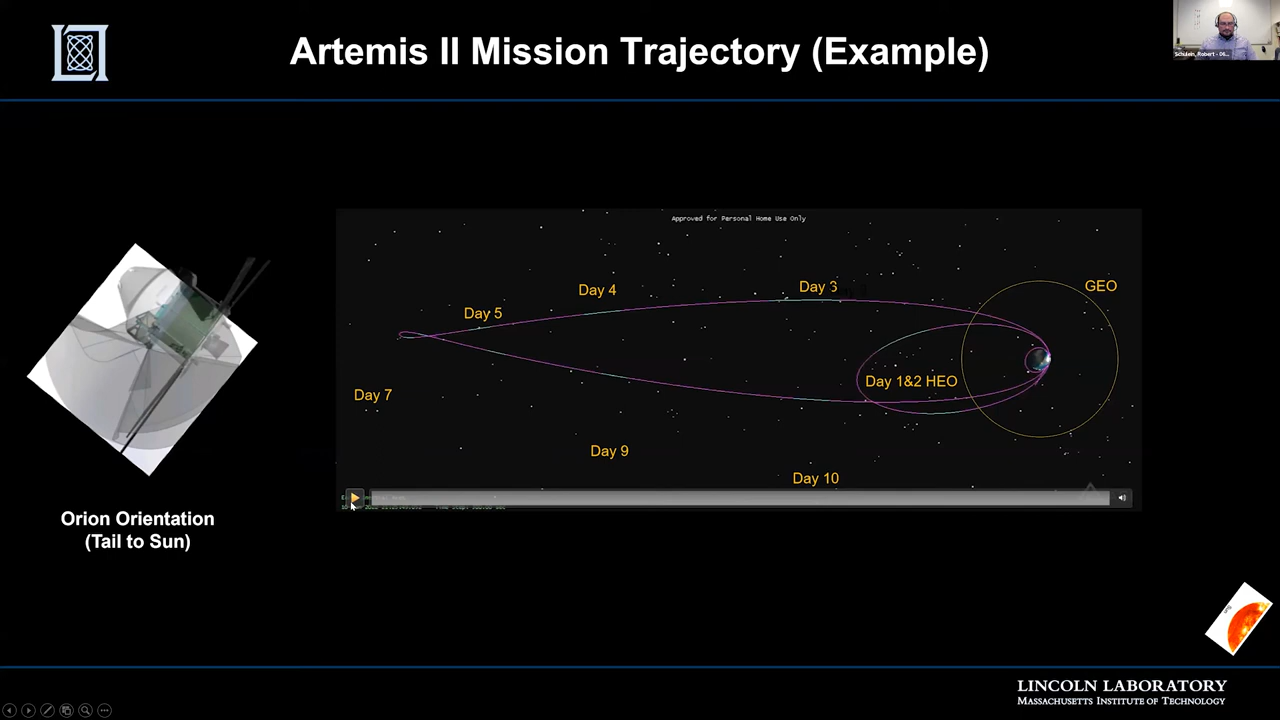 Artemis II Mission Trajectory (Example)
Approved for Personal Home Use Only
Day 3
GEO
Day 4
Day 5
Day 1&2 HEO
Day 7
Day 9
Day 10
Orion Orientation
(Tail to Sun)
LINCOLN LABORATORY
MASSACHUSETTS INSTITUTE OF TECHNOLOGY